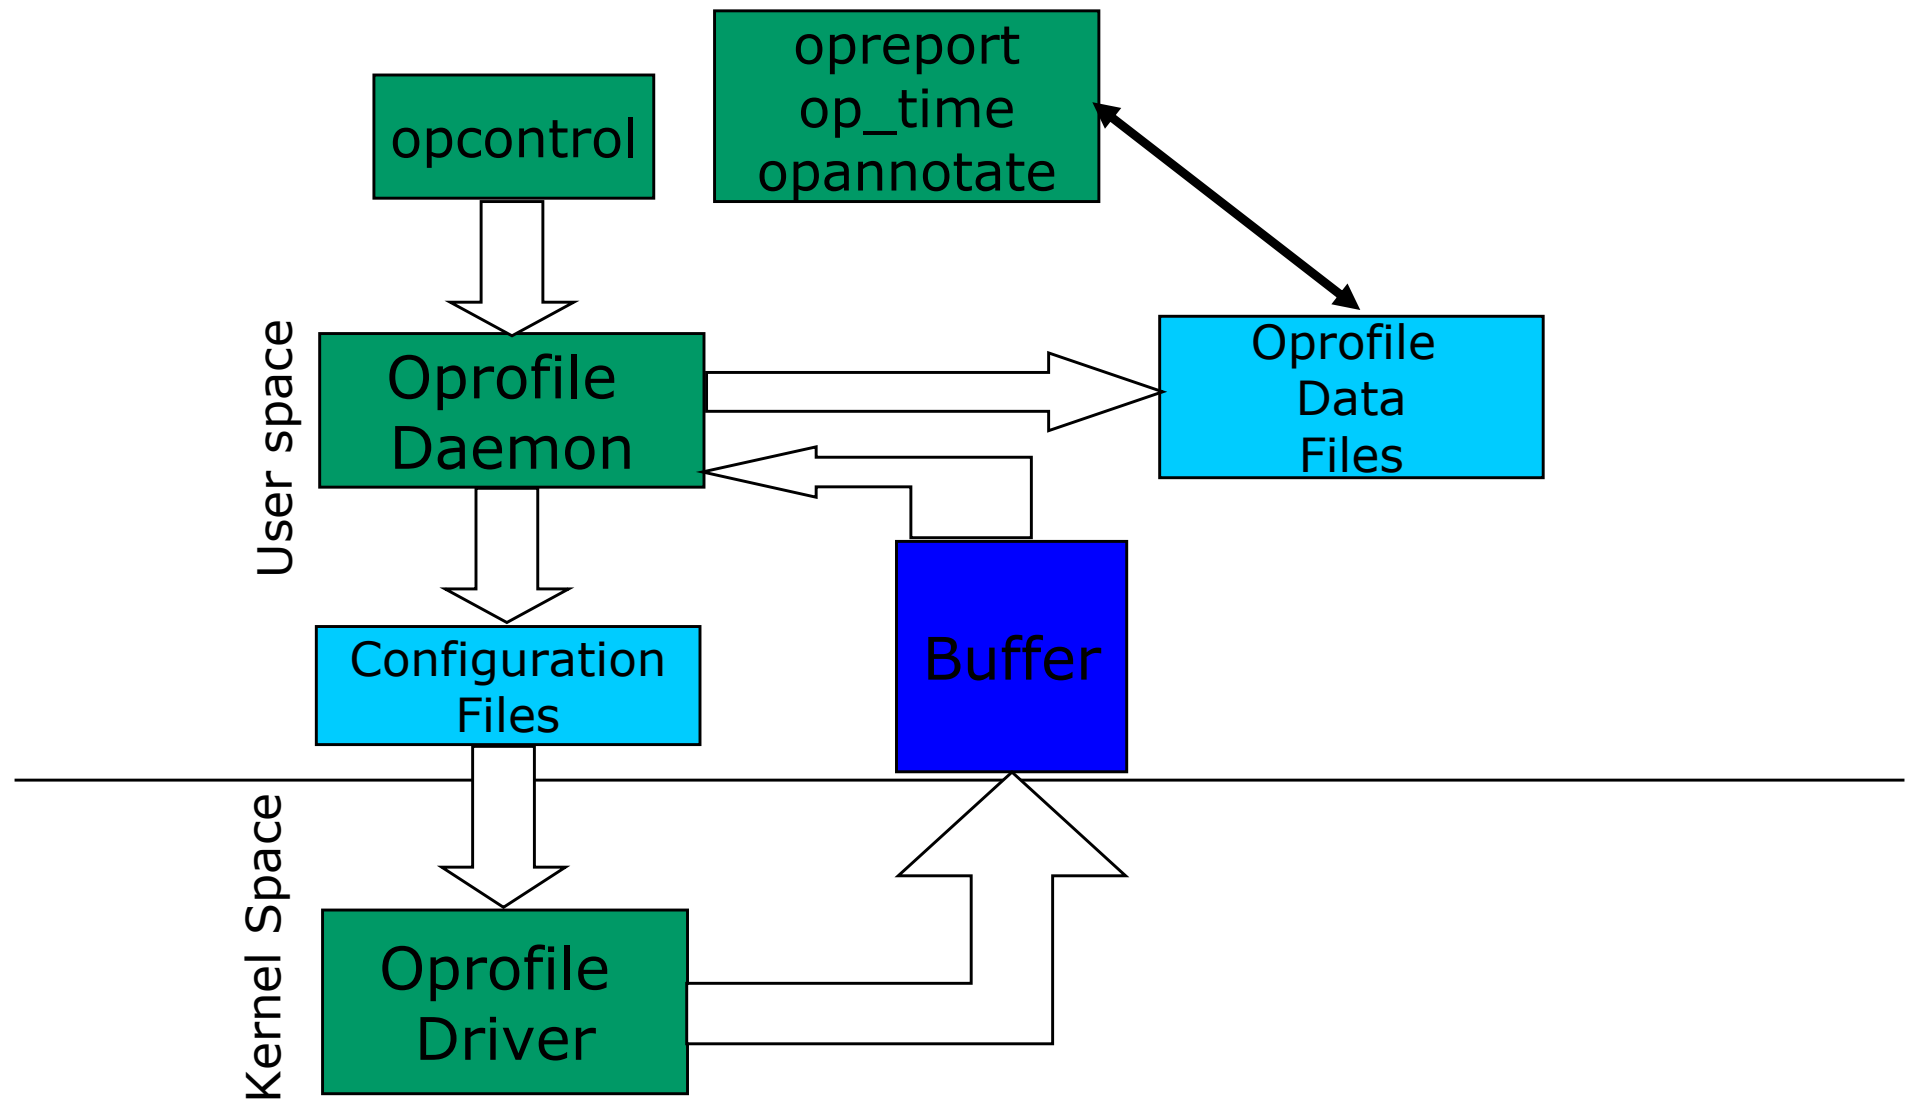 opreport
op_time
opannotate
opcontrol
User space
Oprofile
Daemon
Oprofile
Data
Files
Configuration
Files
Buffer
Kernel Space
Oprofile
Driver